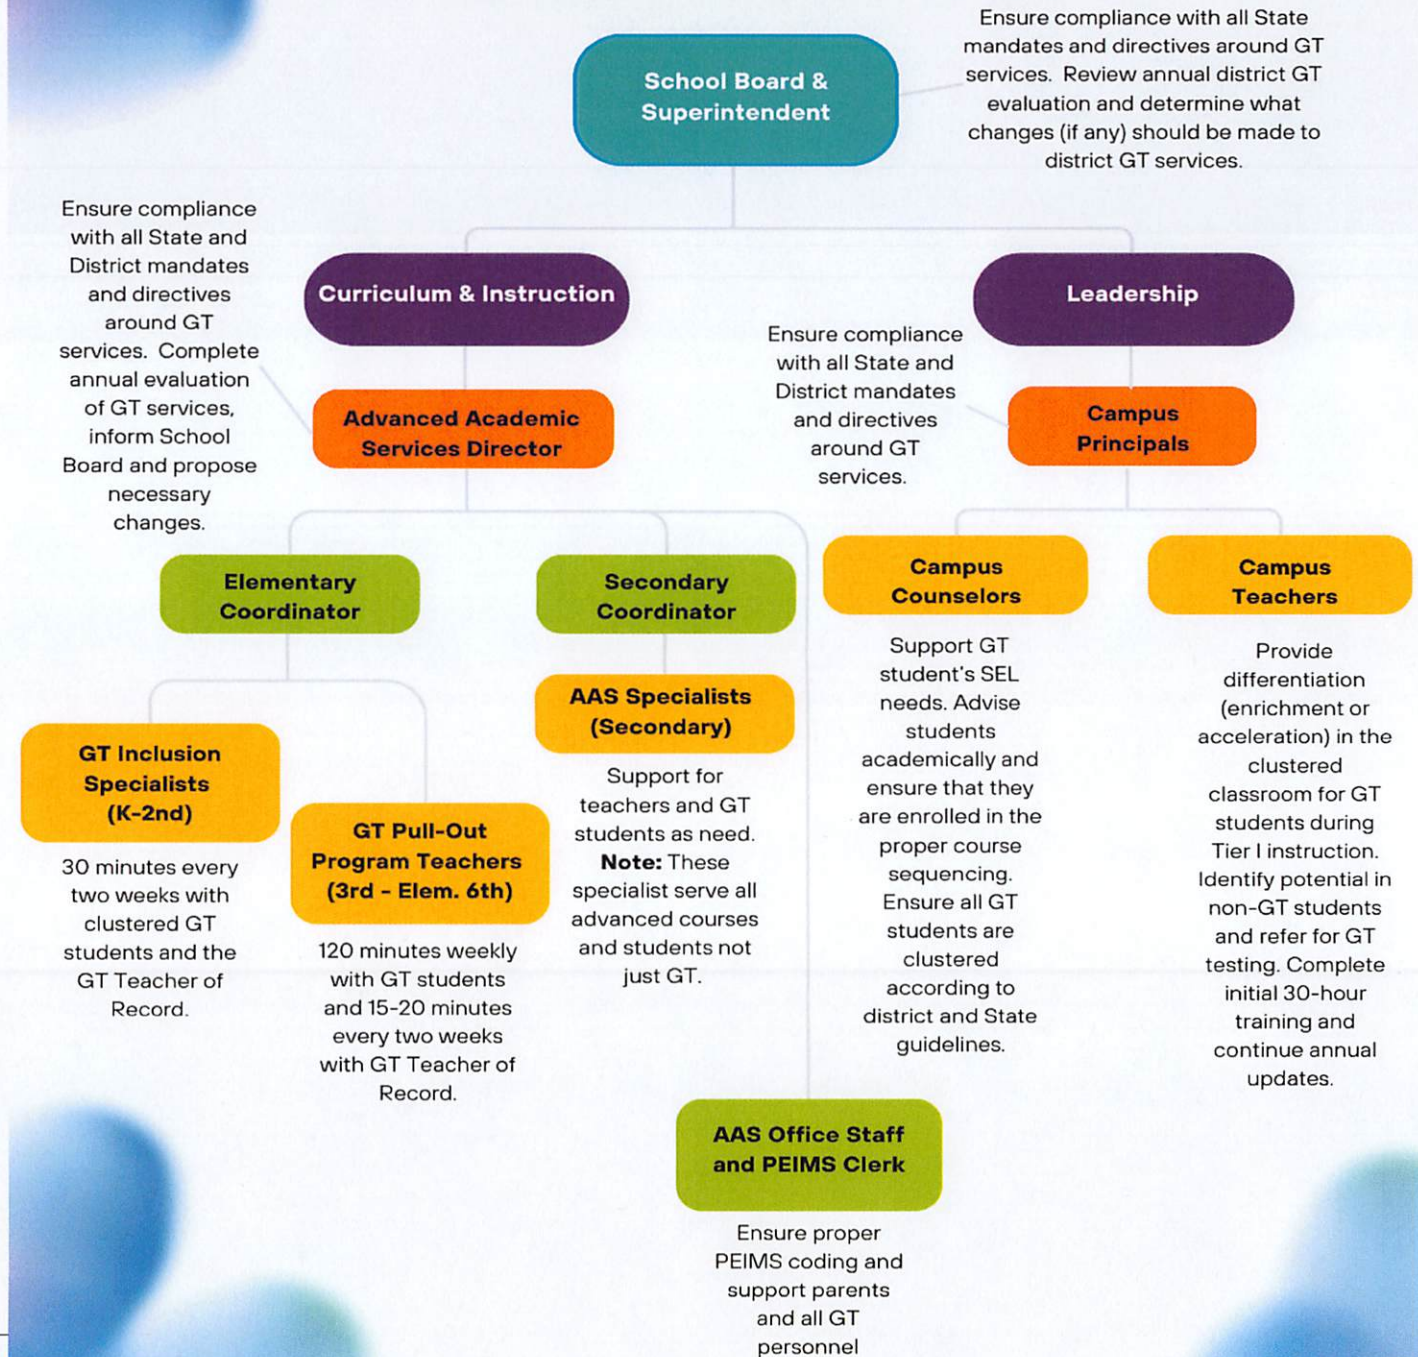 Ensure compliance with all State
mandates and directives around GT
services.  Review annual district GT
evaluation and determine what
changes (if any) should be made to
district GT services.
School Board &
Superintendent
Ensure compliance
with all State and
District mandates
and directives
around GT
services.  Complete
annual evaluation
of GT services,
inform School
Board and propose
necessary
changes.
Curriculum & Instruction
Leadership
Ensure compliance
with all State and
District mandates
and directives
around GT
services.
Advanced Academic
Services Director
Campus
Principals
Elementary
Coordinator
Secondary
Coordinator
Campus
Counselors
Campus
Teachers
GT Inclusion
Specialists
(K-2nd)
30 minutes every
two weeks with
clustered GT
students and the
GT Teacher of
Record.
GT Pull-Out
Program Teachers
(3rd - Elem. 6th)
120 minutes weekly
with GT students
and 15-20 minutes
every two weeks
with GT Teacher of
Record.
AAS Specialists
(Secondary)
Support for
teachers and GT
students as need.
Note: These
specialist serve all
advanced courses
and students not
just GT.
Support GT
student's SEL
needs. Advise
students
academically and
ensure that they
are enrolled in the
proper course
sequencing.
Ensure all GT
students are
clustered
according to
district and State
guidelines.
Provide
differentiation
(enrichment or
acceleration) in the
clustered
classroom for GT
students during
Tier I instruction.
Identify potential in
non-GT students
and refer for GT
testing. Complete
initial 30-hour
training and
continue annual
updates.
AAS Office Staff
and PEIMS Clerk
Ensure proper
PEIMS coding and
support parents
and all GT
personnel